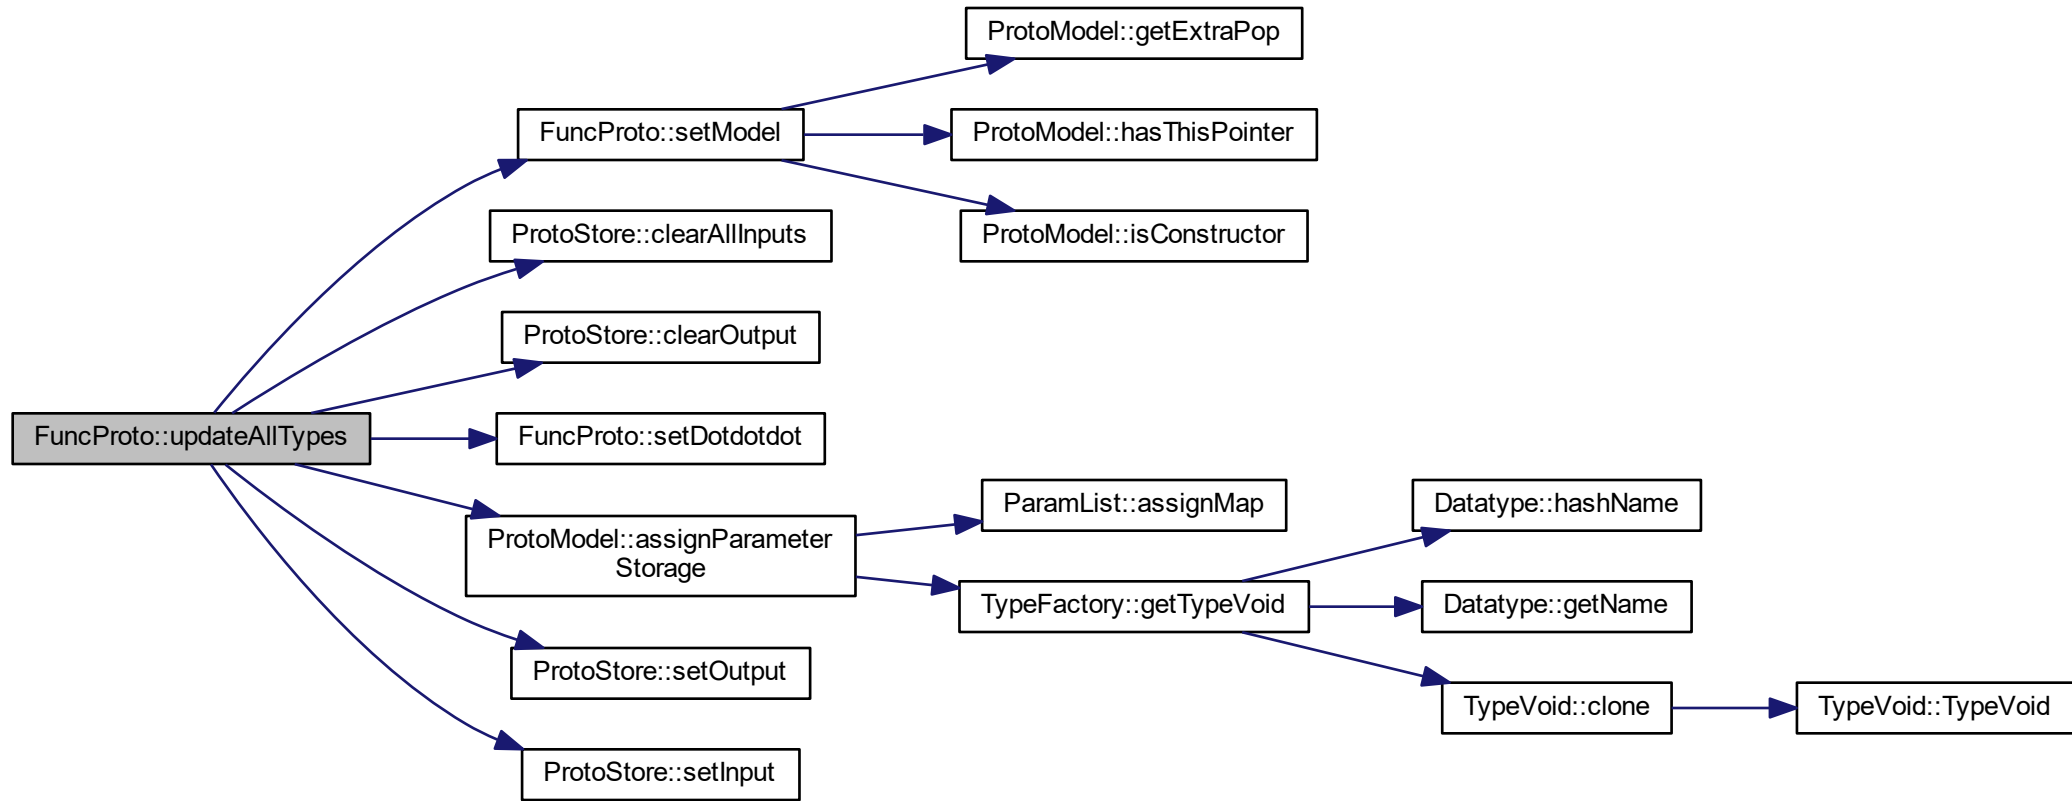 ProtoModel::getExtraPop
FuncProto::setModel
ProtoModel::hasThisPointer
ProtoStore::clearAllInputs
ProtoModel::isConstructor
ProtoStore::clearOutput
FuncProto::updateAllTypes
FuncProto::setDotdotdot
ProtoModel::assignParameter
Storage
ParamList::assignMap
Datatype::hashName
TypeFactory::getTypeVoid
Datatype::getName
ProtoStore::setOutput
TypeVoid::clone
TypeVoid::TypeVoid
ProtoStore::setInput